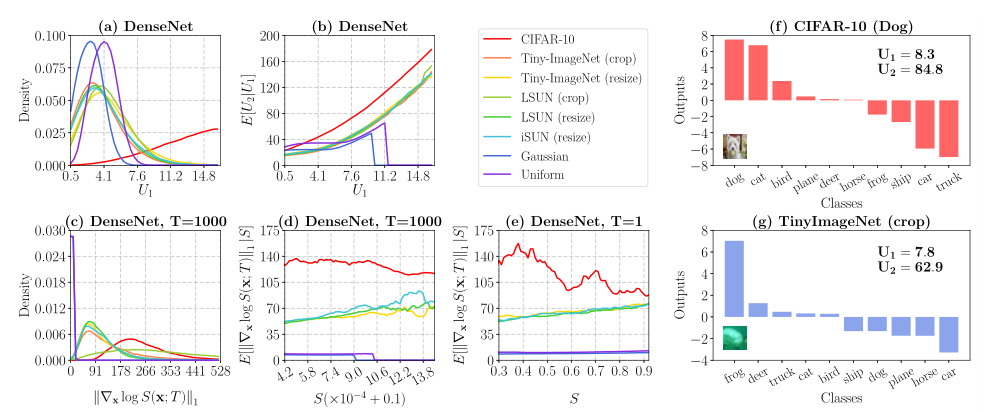 (a) DenseNet
0.100
0.075
0.050
0.025
0.000
Density
0.5 4.1 7.6 11.2 14.8
U₁
(b) DenseNet
200
160
120
80
40
0
E[U₂|U₁]
0.5 4.1 7.6 11.2 14.8
U₁
CIFAR-10
Tiny-ImageNet (crop)
Tiny-ImageNet (resize)
LSUN (crop)
LSUN (resize)
iSUN (resize)
Gaussian
Uniform
(f) CIFAR-10 (Dog)
8
6
4
2
0
−2
−4
−6
−8
Outputs
U₁ = 8.3
U₂ = 84.8
dog cat bird plane deer horse frog ship car truck
Classes
(c) DenseNet, T=1000
0.030
0.024
0.018
0.012
0.006
0.000
Density
0 91 178 266 353 441 528
‖∇ₓ log S(x; T)‖₁
(d) DenseNet, T=1000
175
140
105
70
35
0
E[‖∇ₓ log S(x; T)‖₁ |S]
4.2 5.8 7.4 9.0 10.6 12.2 13.8
S(×10⁻⁴ + 0.1)
(e) DenseNet, T=1
175
140
105
70
35
0
E[‖∇ₓ log S(x; T)‖₁ |S]
0.3 0.4 0.5 0.6 0.7 0.8 0.9
S
(g) TinyImageNet (crop)
8
6
4
2
0
−2
−4
Outputs
U₁ = 7.8
U₂ = 62.9
frog deer truck cat bird ship dog plane horse car
Classes